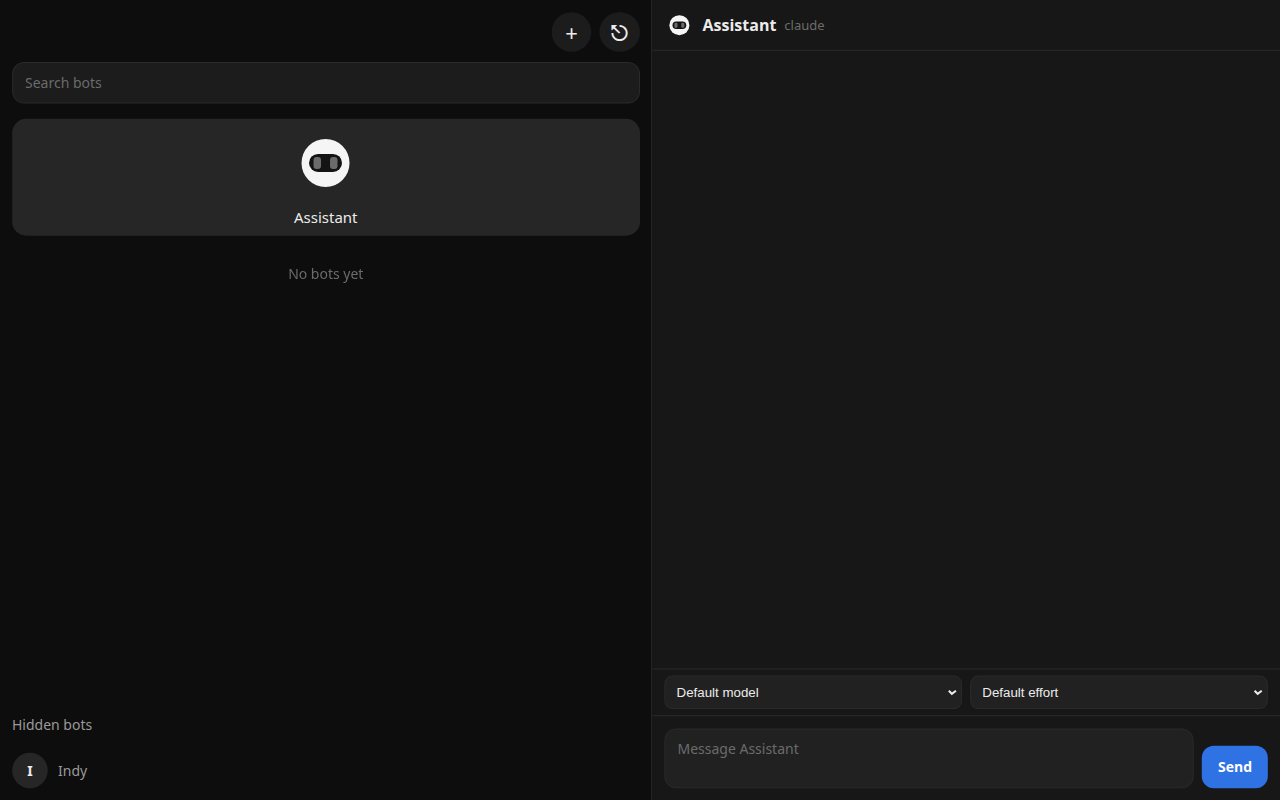 +
Search bots
Assistant
No bots yet
Hidden bots
I Indy
Assistant claude
Default model
Default effort
Message Assistant
Send